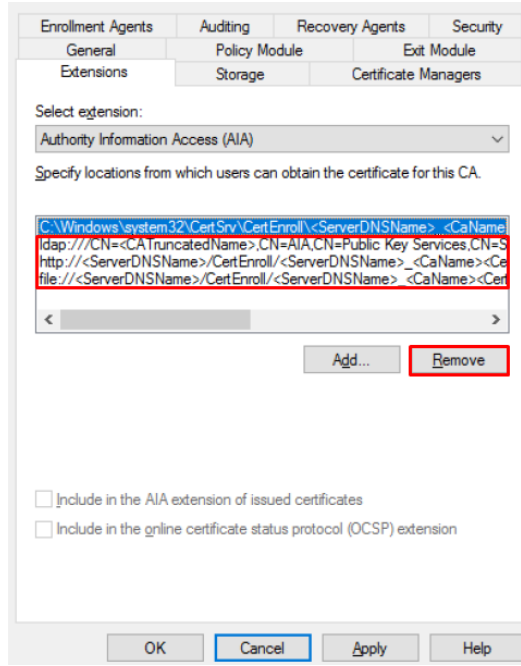 Enrollment Agents Auditing Recovery Agents Security
General Policy Module Exit Module
Extensions Storage Certificate Managers
Select extension:
Authority Information Access (AIA)
Specify locations from which users can obtain the certificate for this CA.
C:\Windows\system32\CertSrv\CertEnroll\<ServerDNSName>_<CaName
ldap:///CN=<CATruncatedName>,CN=AIA,CN=Public Key Services,CN=S
http://<ServerDNSName>/CertEnroll/<ServerDNSName>_<CaName><Ce
file://<ServerDNSName>/CertEnroll/<ServerDNSName>_<CaName><Cert
Add... Remove
Include in the AIA extension of issued certificates
Include in the online certificate status protocol (OCSP) extension
OK Cancel Apply Help